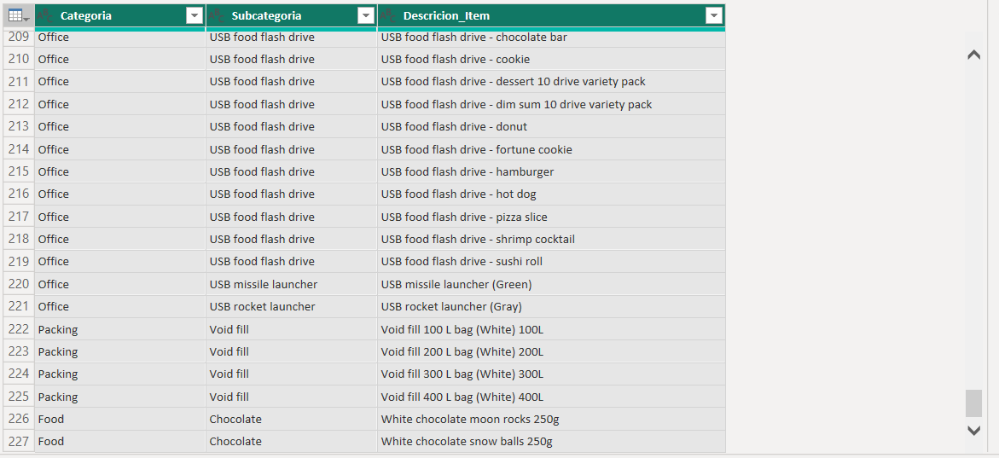 Categoria Subcategoria Descricion_Item
209 Office USB food flash drive USB food flash drive - chocolate bar
210 Office USB food flash drive USB food flash drive - cookie
211 Office USB food flash drive USB food flash drive - dessert 10 drive variety pack
212 Office USB food flash drive USB food flash drive - dim sum 10 drive variety pack
213 Office USB food flash drive USB food flash drive - donut
214 Office USB food flash drive USB food flash drive - fortune cookie
215 Office USB food flash drive USB food flash drive - hamburger
216 Office USB food flash drive USB food flash drive - hot dog
217 Office USB food flash drive USB food flash drive - pizza slice
218 Office USB food flash drive USB food flash drive - shrimp cocktail
219 Office USB food flash drive USB food flash drive - sushi roll
220 Office USB missile launcher USB missile launcher (Green)
221 Office USB rocket launcher USB rocket launcher (Gray)
222 Packing Void fill Void fill 100 L bag (White) 100L
223 Packing Void fill Void fill 200 L bag (White) 200L
224 Packing Void fill Void fill 300 L bag (White) 300L
225 Packing Void fill Void fill 400 L bag (White) 400L
226 Food Chocolate White chocolate moon rocks 250g
227 Food Chocolate White chocolate snow balls 250g